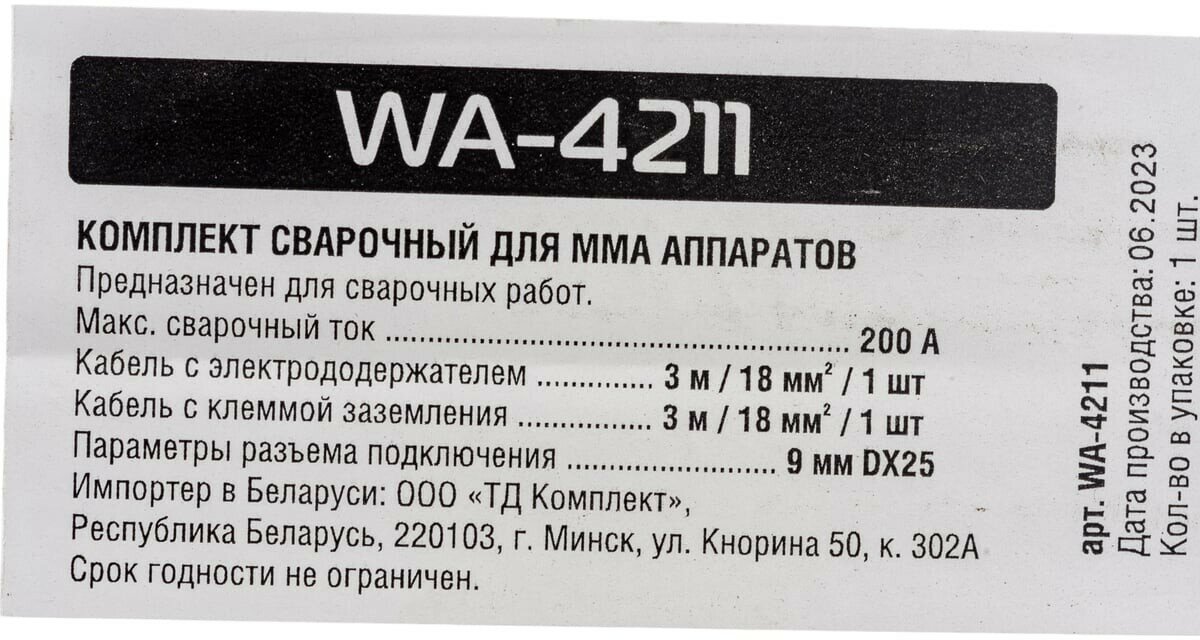 WA-4211
КОМПЛЕКТ СВАРОЧНЫЙ ДЛЯ ММА АППАРАТОВ
Предназначен для сварочных работ.
Макс. сварочный ток ........................................................ 200 А
Кабель с электрододержателем .............. 3 м / 18 мм² / 1 шт
Кабель с клеммой заземления ................ 3 м / 18 мм² / 1 шт
Параметры разъема подключения ......................... 9 мм DX25
Импортер в Беларуси: ООО «ТД Комплект»,
Республика Беларусь, 220103, г. Минск, ул. Кнорина 50, к. 302А
Срок годности не ограничен.
арт. WA-4211
Дата производства: 06.2023
Кол-во в упаковке: 1 шт.